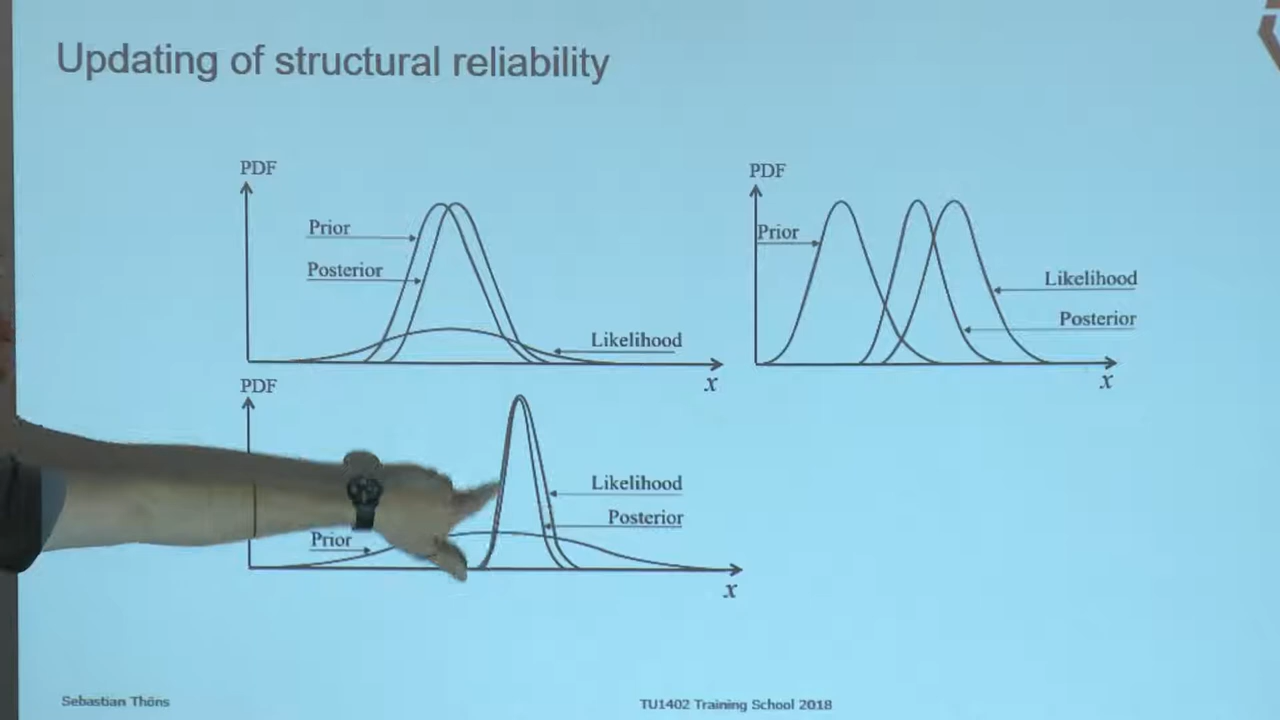 Updating of structural reliability
PDF
Prior
Posterior
Likelihood
x
PDF
Prior
Likelihood
Posterior
x
PDF
Likelihood
Posterior
Prior
x
Sebastian Thöns
TU1402 Training School 2018